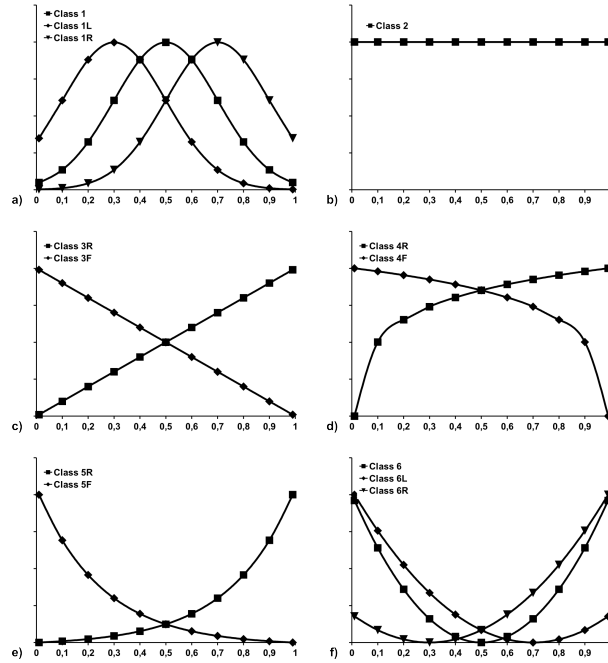 Class 1
Class 1L
Class 1R
a)
0,1 0,2 0,3 0,4 0,5 0,6 0,7 0,8 0,9 1
Class 2
b)
0,1 0,2 0,3 0,4 0,5 0,6 0,7 0,8 0,9
Class 3R
Class 3F
c)
0,1 0,2 0,3 0,4 0,5 0,6 0,7 0,8 0,9 1
Class 4R
Class 4F
d)
0,1 0,2 0,3 0,4 0,5 0,6 0,7 0,8 0,9
Class 5R
Class 5F
e)
0,1 0,2 0,3 0,4 0,5 0,6 0,7 0,8 0,9 1
Class 6
Class 6L
Class 6R
f)
0,1 0,2 0,3 0,4 0,5 0,6 0,7 0,8 0,9